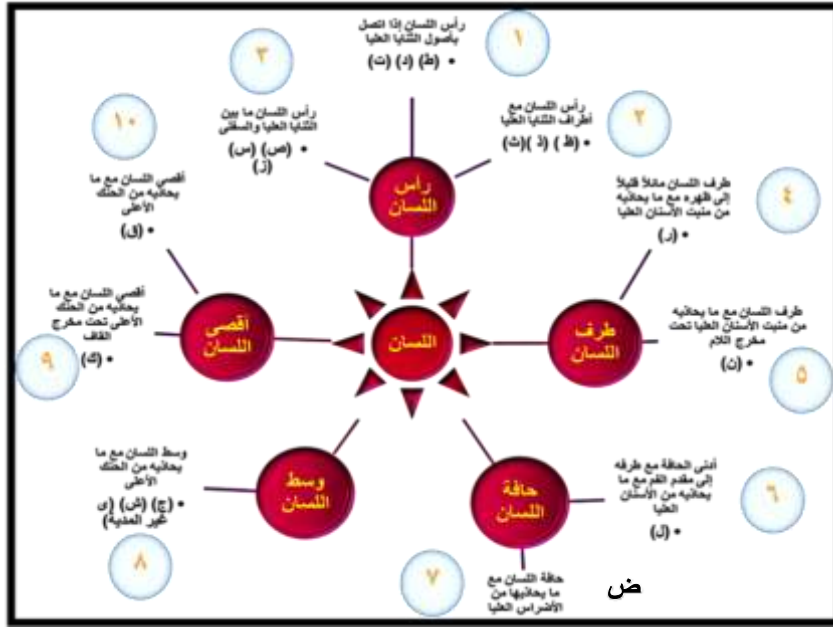 ١
رأس اللسان إذا اتصل
بأصول الثنايا العليا
• (ط) (د) (ت)
٢
رأس اللسان مع
أطراف الثنايا العليا
• (ظ) (ذ) (ث)
٣
رأس اللسان ما بين
الثنايا العليا والسفلى
• (ص) (س)
(ز)
رأس
اللسان
٤
طرف اللسان مائلاً قليلاً
إلى ظهره مع ما يحاذيه
من منبت الأسنان العليا
• (ر)
٥
طرف اللسان مع ما يحاذيه
من منبت الأسنان العليا تحت
مخرج اللام
• (ن)
طرف
اللسان
اللسان
٦
أدنى الحافة مع طرفه
إلى مقدم الفم مع ما
يحاذيه من الأسنان
العليا
• (ل)
حافة
اللسان
٧
حافة اللسان مع
ما يحاذيها من
الأضراس العليا
ض
٨
وسط اللسان مع ما
يحاذيه من الحنك
الأعلى
• (ج) (ش) (ى
غير المدية)
وسط
اللسان
٩
أقصي اللسان مع ما
يحاذيه من الحنك
الأعلى تحت مخرج
القاف
• (ك)
أقصى
اللسان
١٠
أقصي اللسان مع ما
يحاذيه من الحنك
الأعلى
• (ق)